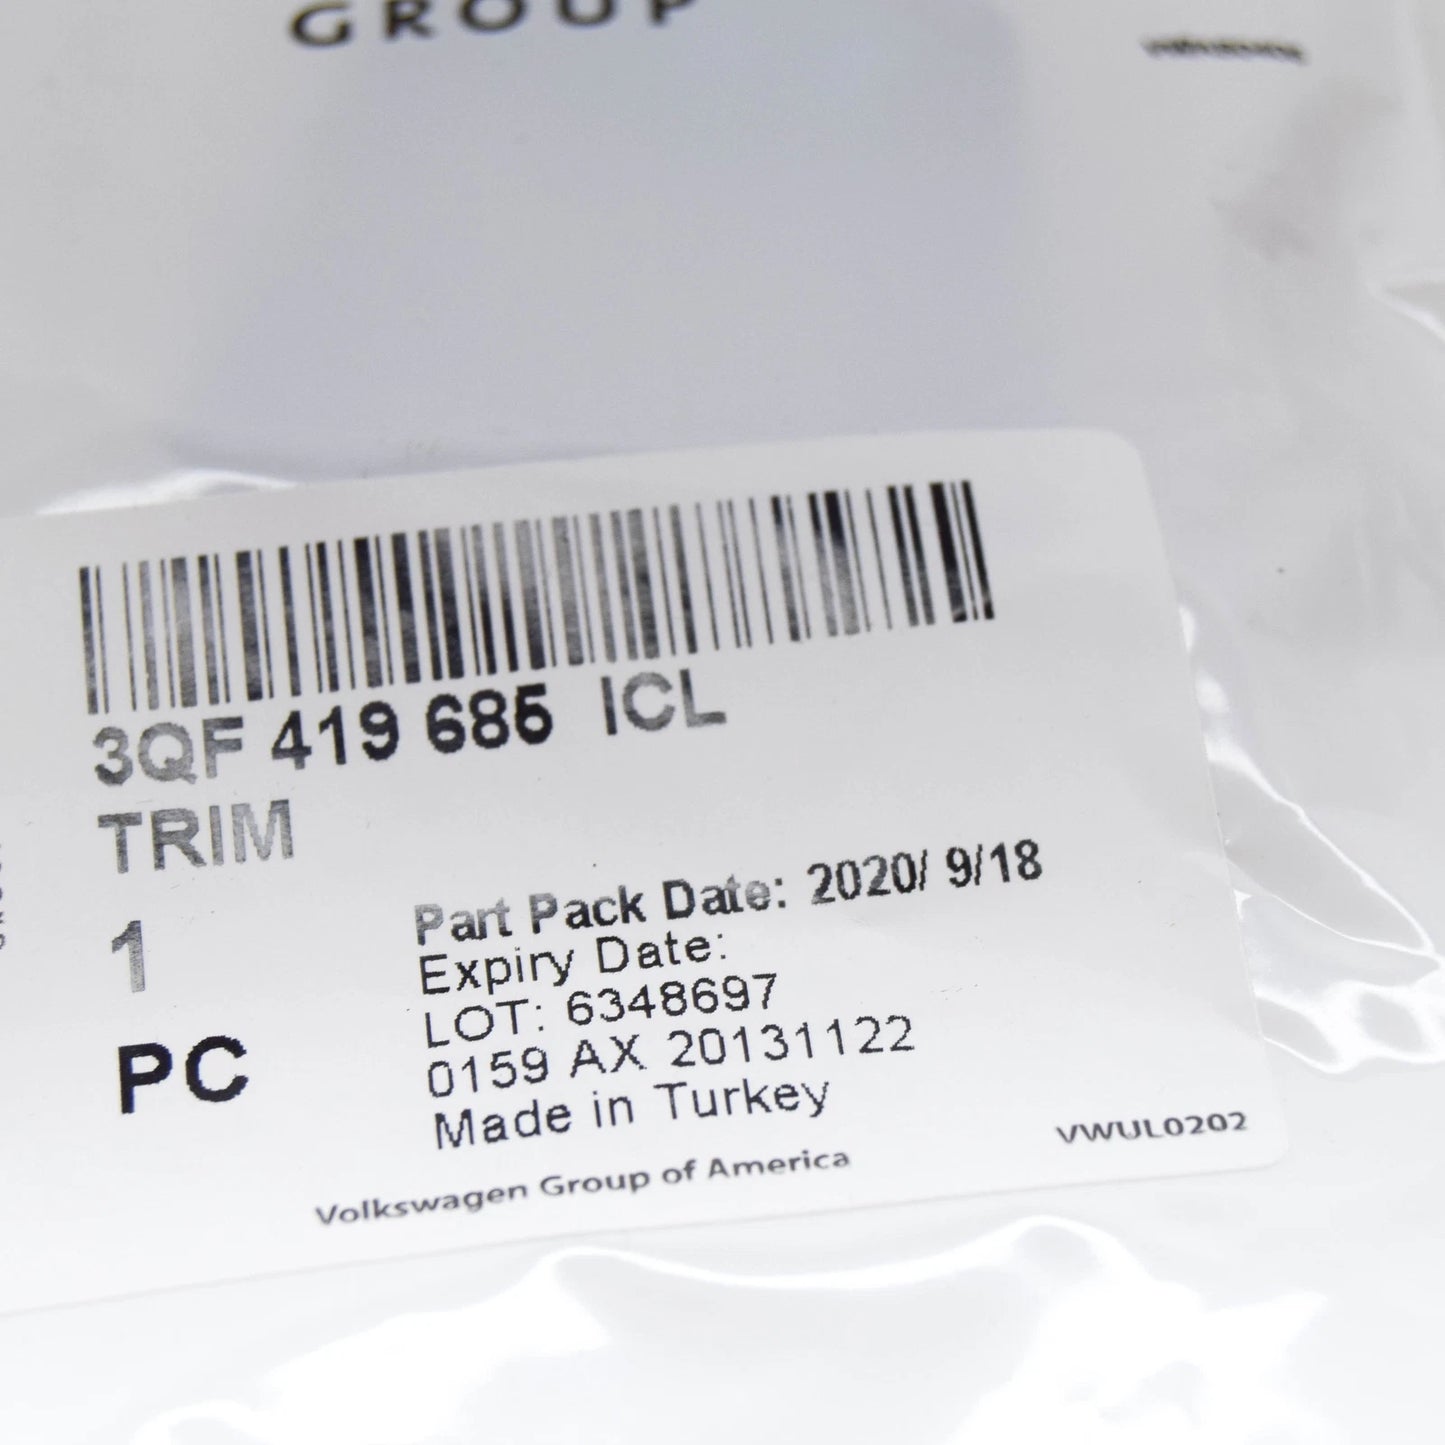 GROUP
3QF 419 685 ICL
TRIM
1
PC
Part Pack Date: 2020/ 9/18
Expiry Date:
LOT: 6348697
0159 AX 20131122
Made in Turkey
Volkswagen Group of America
VWUL0202